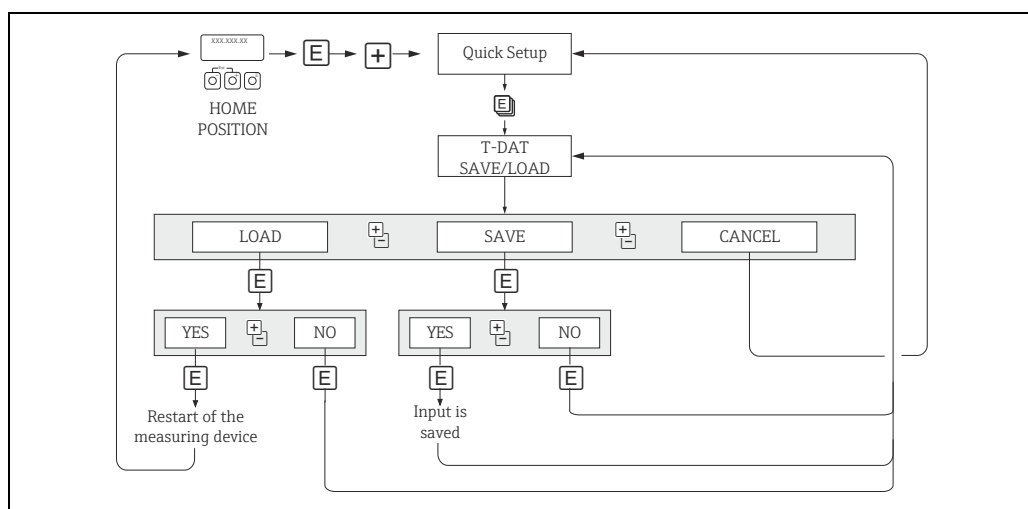 xxx.xxx.xx
Esc
E
+
Quick Setup
- + E
HOME
POSITION
E
T-DAT
SAVE/LOAD
LOAD
+
-
SAVE
+
-
CANCEL
E
E
YES
+
-
NO
YES
+
-
NO
E
E
E
E
Restart of the
measuring device
Input is
saved